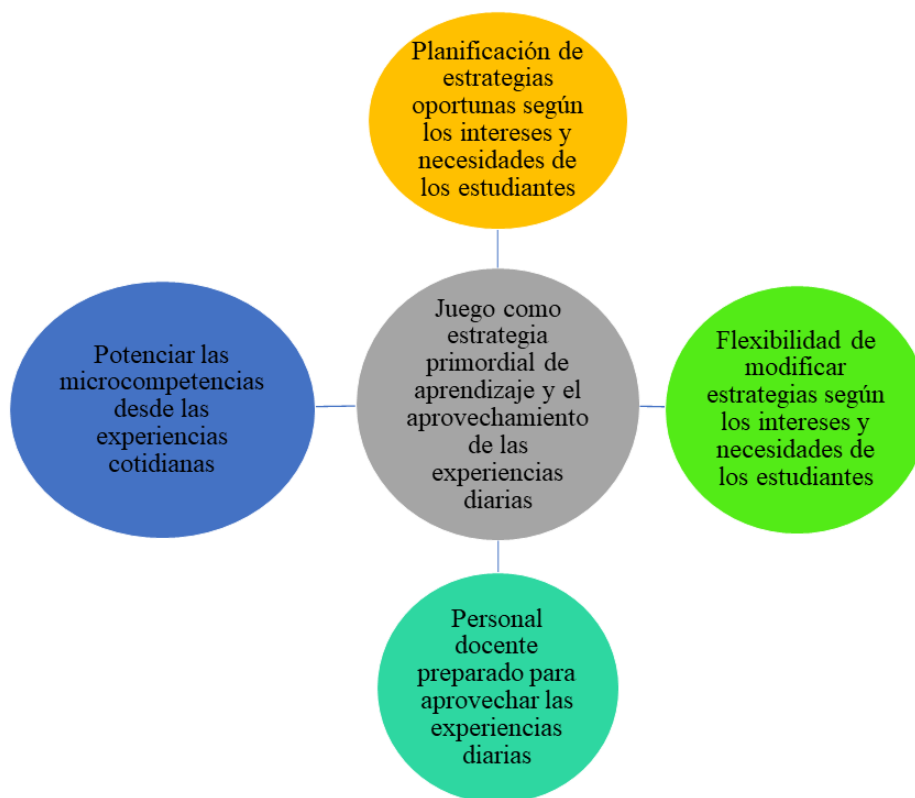 Planificación de
estrategias
oportunas según
los intereses y
necesidades de
los estudiantes
Potenciar las
microcompetencias
desde las
experiencias
cotidianas
Juego como
estrategia
primordial de
aprendizaje y el
aprovechamiento
de las
experiencias
diarias
Flexibilidad de
modificar
estrategias según
los intereses y
necesidades de
los estudiantes
Personal
docente
preparado para
aprovechar las
experiencias
diarias